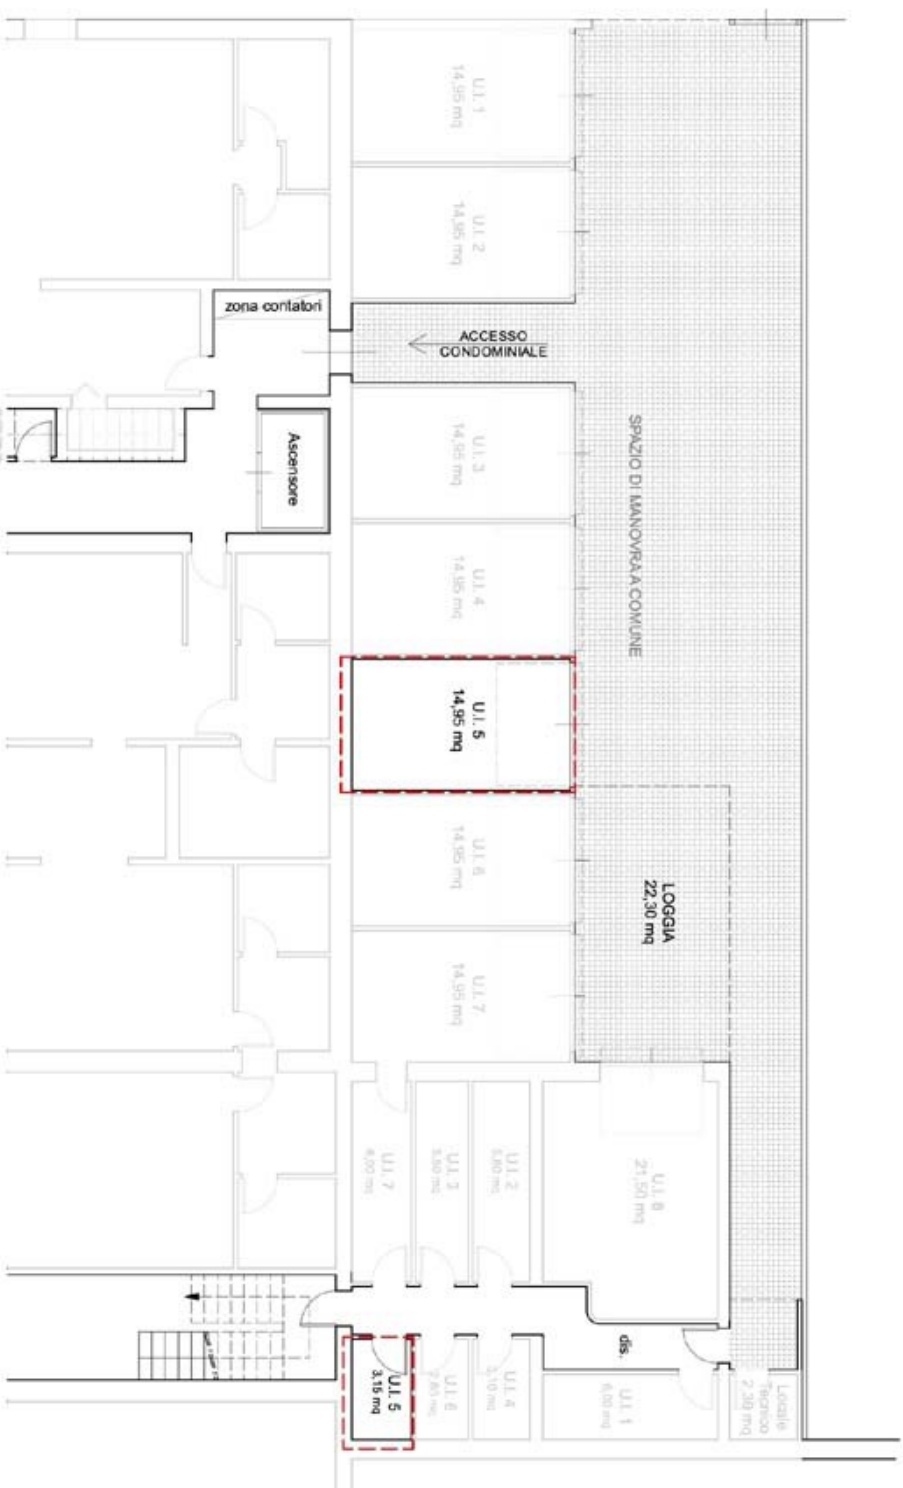 U.I. 1
14,95 mq
U.I. 2
14,95 mq
zona contatori
ACCESSO
CONDOMINIALE
Ascensore
U.I. 3
14,95 mq
SPAZIO DI MANOVRA A COMUNE
U.I. 4
14,95 mq
U.I. 5
14,95 mq
U.I. 6
14,95 mq
LOGGIA
22,30 mq
U.I. 7
14,95 mq
U.I. 7
4,00 mq
U.I. 3
U.I. 2
U.I. 8
21,50 mq
dis.
U.I. 5
3,15 mq
U.I. 6
U.I. 4
U.I. 1
6,00 mq
Locale
Tecnico
2,30 mq